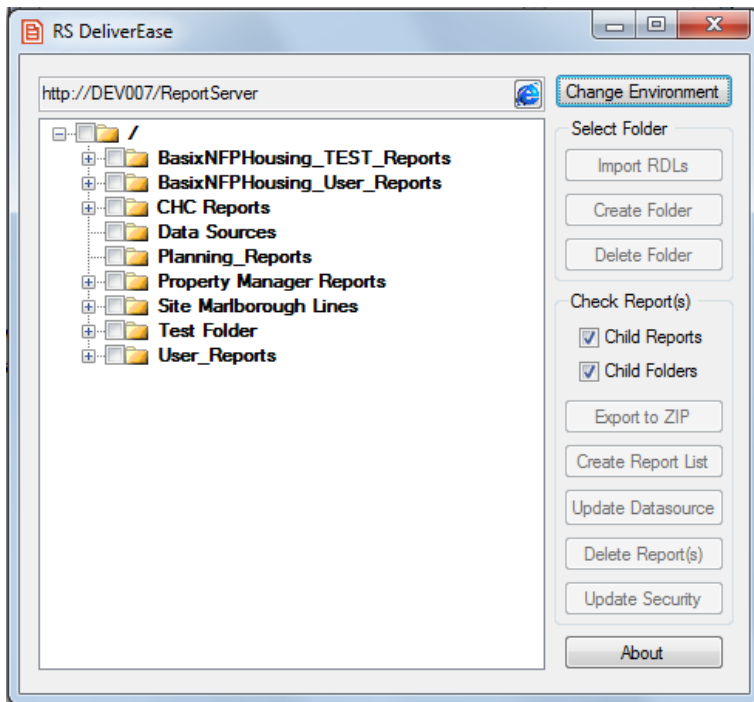 RS DeliverEase
http://DEV007/ReportServer
Change Environment
/
BasixNFPHousing_TEST_Reports
BasixNFPHousing_User_Reports
CHC Reports
Data Sources
Planning_Reports
Property Manager Reports
Site Marlborough Lines
Test Folder
User_Reports
Select Folder
Import RDLs
Create Folder
Delete Folder
Check Report(s)
Child Reports
Child Folders
Export to ZIP
Create Report List
Update Datasource
Delete Report(s)
Update Security
About